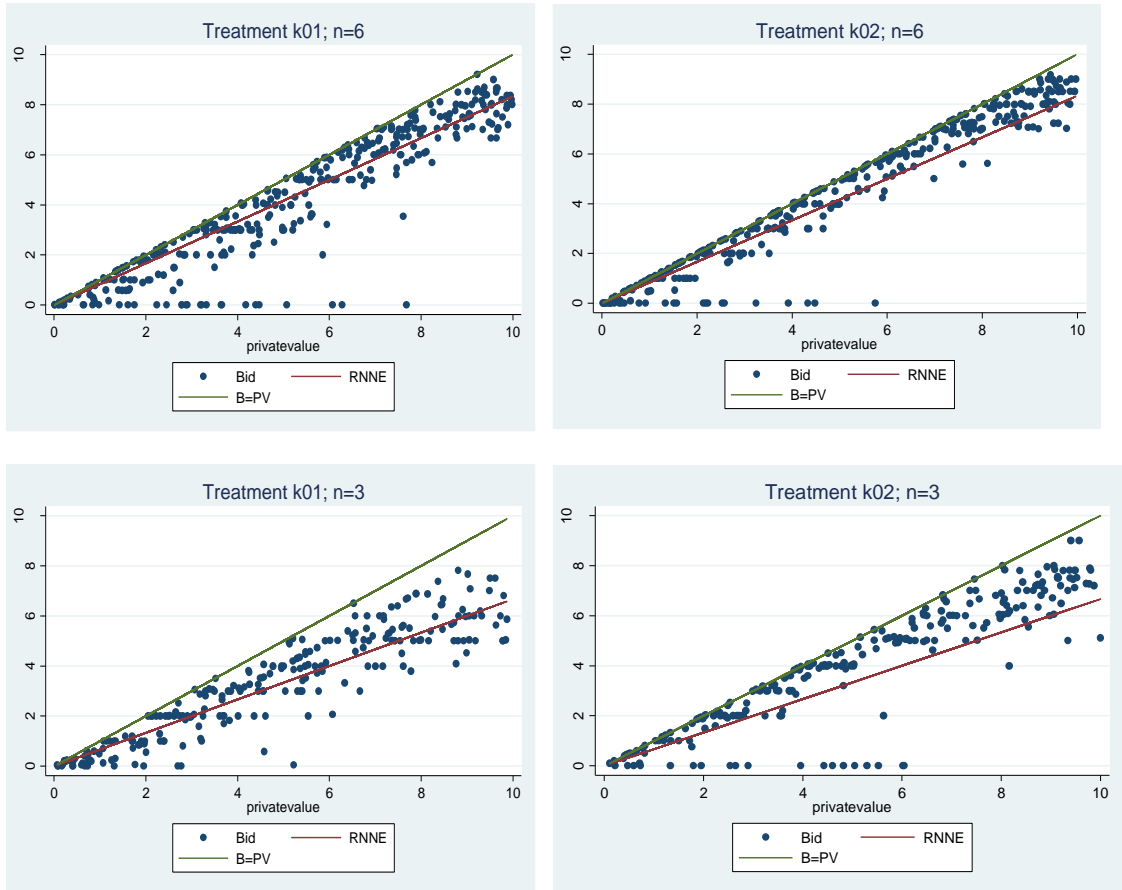 Treatment k01; n=6
10
8
6
4
2
0
0 2 4 6 8 10
privatevalue
Bid RNNE
B=PV
Treatment k02; n=6
10
8
6
4
2
0
0 2 4 6 8 10
privatevalue
Bid RNNE
B=PV
Treatment k01; n=3
10
8
6
4
2
0
0 2 4 6 8 10
privatevalue
Bid RNNE
B=PV
Treatment k02; n=3
10
8
6
4
2
0
0 2 4 6 8 10
privatevalue
Bid RNNE
B=PV